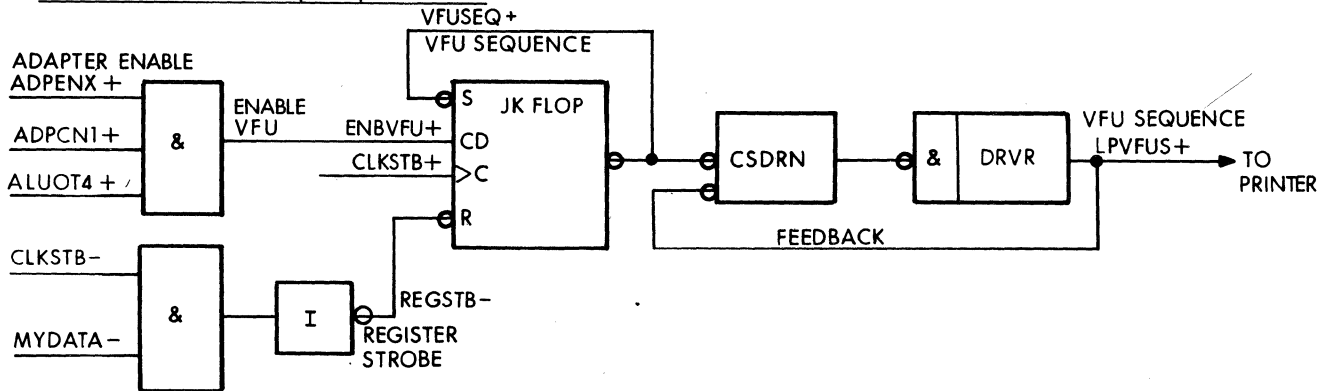 VFUSEQ+
VFU SEQUENCE
ADAPTER ENABLE
ADPENX+
ADPCN1+
ALUOT4+
&
ENABLE
VFU
ENBVFU+
CLKSTB+
S
CD
C
R
JK FLOP
CSDRN
&
DRVR
VFU SEQUENCE
LPVFUS+
TO
PRINTER
FEEDBACK
CLKSTB-
MYDATA-
&
I
REGSTB-
REGISTER
STROBE